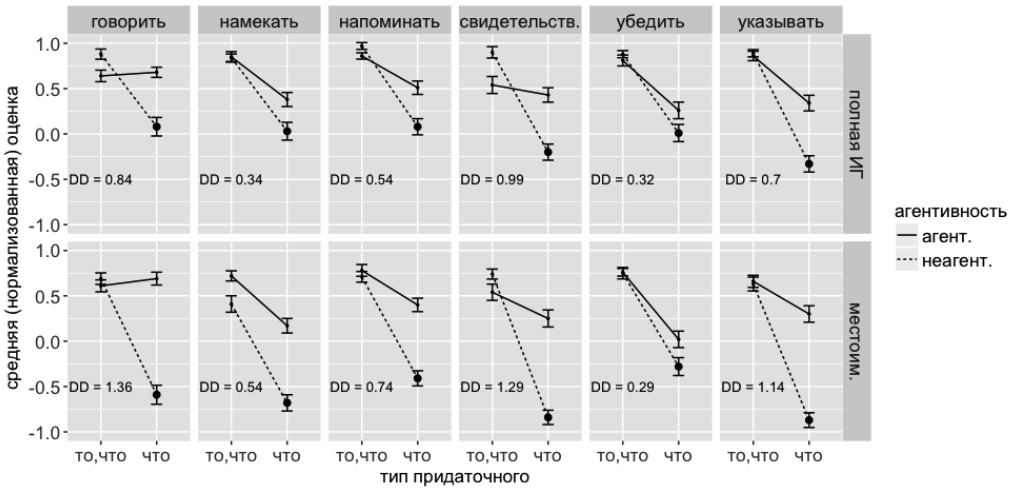 говорить намекать напоминать свидетельств. убедить указывать
средняя (нормализованная) оценка
1.0
0.5
0.0
-0.5
-1.0
DD = 0.84 DD = 0.34 DD = 0.54 DD = 0.99 DD = 0.32 DD = 0.7
полная ИГ
1.0
0.5
0.0
-0.5
-1.0
DD = 1.36 DD = 0.54 DD = 0.74 DD = 1.29 DD = 0.29 DD = 1.14
местоим.
то,что что то,что что то,что что то,что что то,что что то,что что
тип придаточного
агентивность
агент.
неагент.